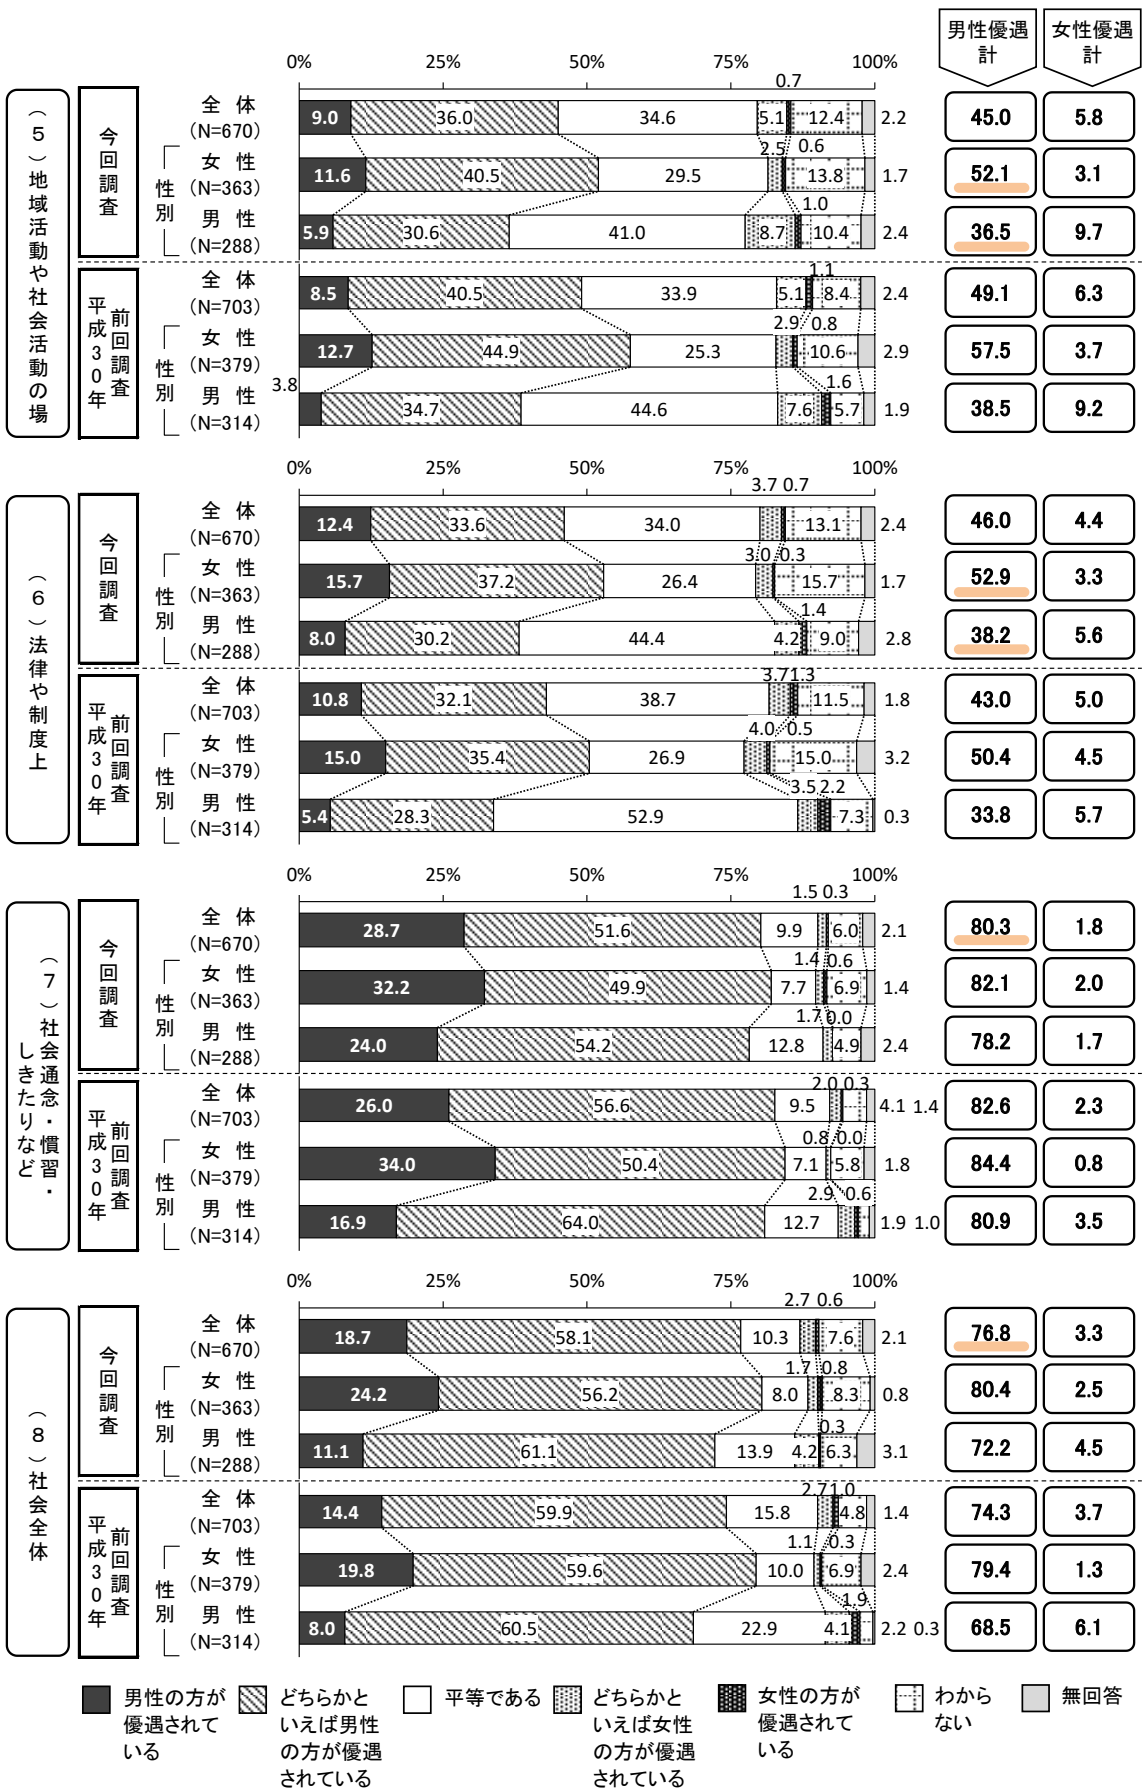 男性優遇
計
女性優遇
計
0% 25% 50% 75% 100%
(5)地域活動や社会活動の場
今回調査
全 体
(N=670)
9.0 36.0 34.6 5.1 0.7 12.4 2.2 45.0 5.8
性別
女 性
(N=363)
11.6 40.5 29.5 2.5 0.6 13.8 1.7 52.1 3.1
男 性
(N=288)
5.9 30.6 41.0 8.7 1.0 10.4 2.4 36.5 9.7
前回調査
平成30年
全 体
(N=703)
8.5 40.5 33.9 5.1 1.1 8.4 2.4 49.1 6.3
性別
女 性
(N=379)
12.7 44.9 25.3 2.9 0.8 10.6 2.9 57.5 3.7
男 性
(N=314)
3.8 34.7 44.6 7.6 1.6 5.7 1.9 38.5 9.2
0% 25% 50% 75% 100%
(6)法律や制度上
今回調査
全 体
(N=670)
12.4 33.6 34.0 3.7 0.7 13.1 2.4 46.0 4.4
性別
女 性
(N=363)
15.7 37.2 26.4 3.0 0.3 15.7 1.7 52.9 3.3
男 性
(N=288)
8.0 30.2 44.4 4.2 1.4 9.0 2.8 38.2 5.6
前回調査
平成30年
全 体
(N=703)
10.8 32.1 38.7 3.7 1.3 11.5 1.8 43.0 5.0
性別
女 性
(N=379)
15.0 35.4 26.9 4.0 0.5 15.0 3.2 50.4 4.5
男 性
(N=314)
5.4 28.3 52.9 3.5 2.2 7.3 0.3 33.8 5.7
0% 25% 50% 75% 100%
(7)社会通念・慣習・
しきたりなど
今回調査
全 体
(N=670)
28.7 51.6 9.9 1.5 0.3 6.0 2.1 80.3 1.8
性別
女 性
(N=363)
32.2 49.9 7.7 1.4 0.6 6.9 1.4 82.1 2.0
男 性
(N=288)
24.0 54.2 12.8 1.7 0.0 4.9 2.4 78.2 1.7
前回調査
平成30年
全 体
(N=703)
26.0 56.6 9.5 2.0 0.3 4.1 1.4 82.6 2.3
性別
女 性
(N=379)
34.0 50.4 7.1 0.8 0.0 5.8 1.8 84.4 0.8
男 性
(N=314)
16.9 64.0 12.7 2.9 0.6 1.9 1.0 80.9 3.5
0% 25% 50% 75% 100%
(8)社会全体
今回調査
全 体
(N=670)
18.7 58.1 10.3 2.7 0.6 7.6 2.1 76.8 3.3
性別
女 性
(N=363)
24.2 56.2 8.0 1.7 0.8 8.3 0.8 80.4 2.5
男 性
(N=288)
11.1 61.1 13.9 4.2 0.3 6.3 3.1 72.2 4.5
前回調査
平成30年
全 体
(N=703)
14.4 59.9 15.8 2.7 1.0 4.8 1.4 74.3 3.7
性別
女 性
(N=379)
19.8 59.6 10.0 1.1 0.3 6.9 2.4 79.4 1.3
男 性
(N=314)
8.0 60.5 22.9 4.1 1.9 2.2 0.3 68.5 6.1
男性の方が
優遇されて
いる
どちらかと
いえば男性
の方が優遇
されている
平等である
どちらかと
いえば女性
の方が優遇
されている
女性の方が
優遇されて
いる
わから
ない
無回答